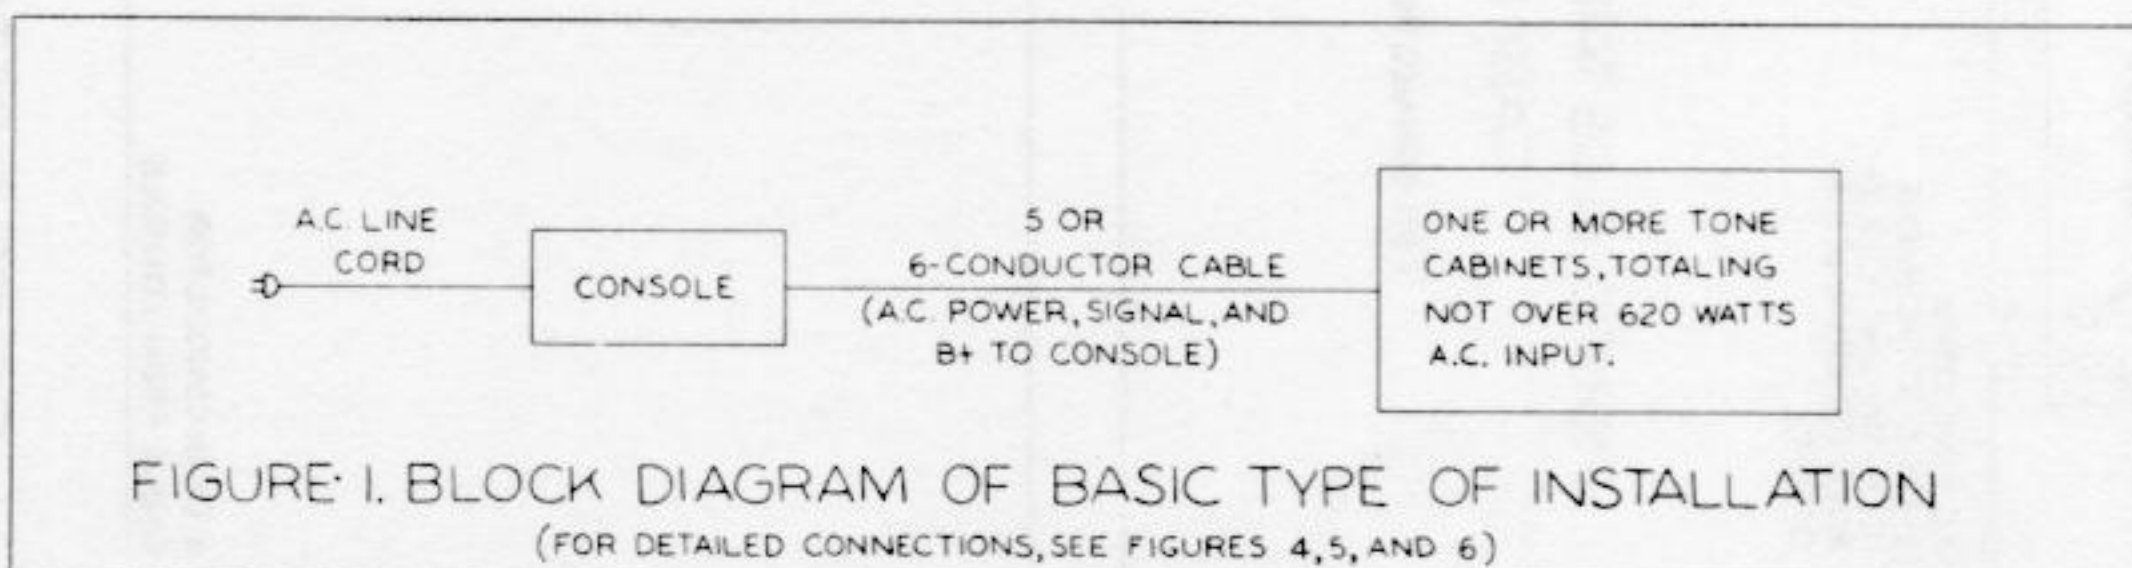 A.C. LINE
CORD
CONSOLE
5 OR
6-CONDUCTOR CABLE
(A.C. POWER, SIGNAL, AND
B+ TO CONSOLE)
ONE OR MORE TONE
CABINETS, TOTALING
NOT OVER 620 WATTS
A.C. INPUT.
FIGURE 1. BLOCK DIAGRAM OF BASIC TYPE OF INSTALLATION
(FOR DETAILED CONNECTIONS, SEE FIGURES 4, 5, AND 6)